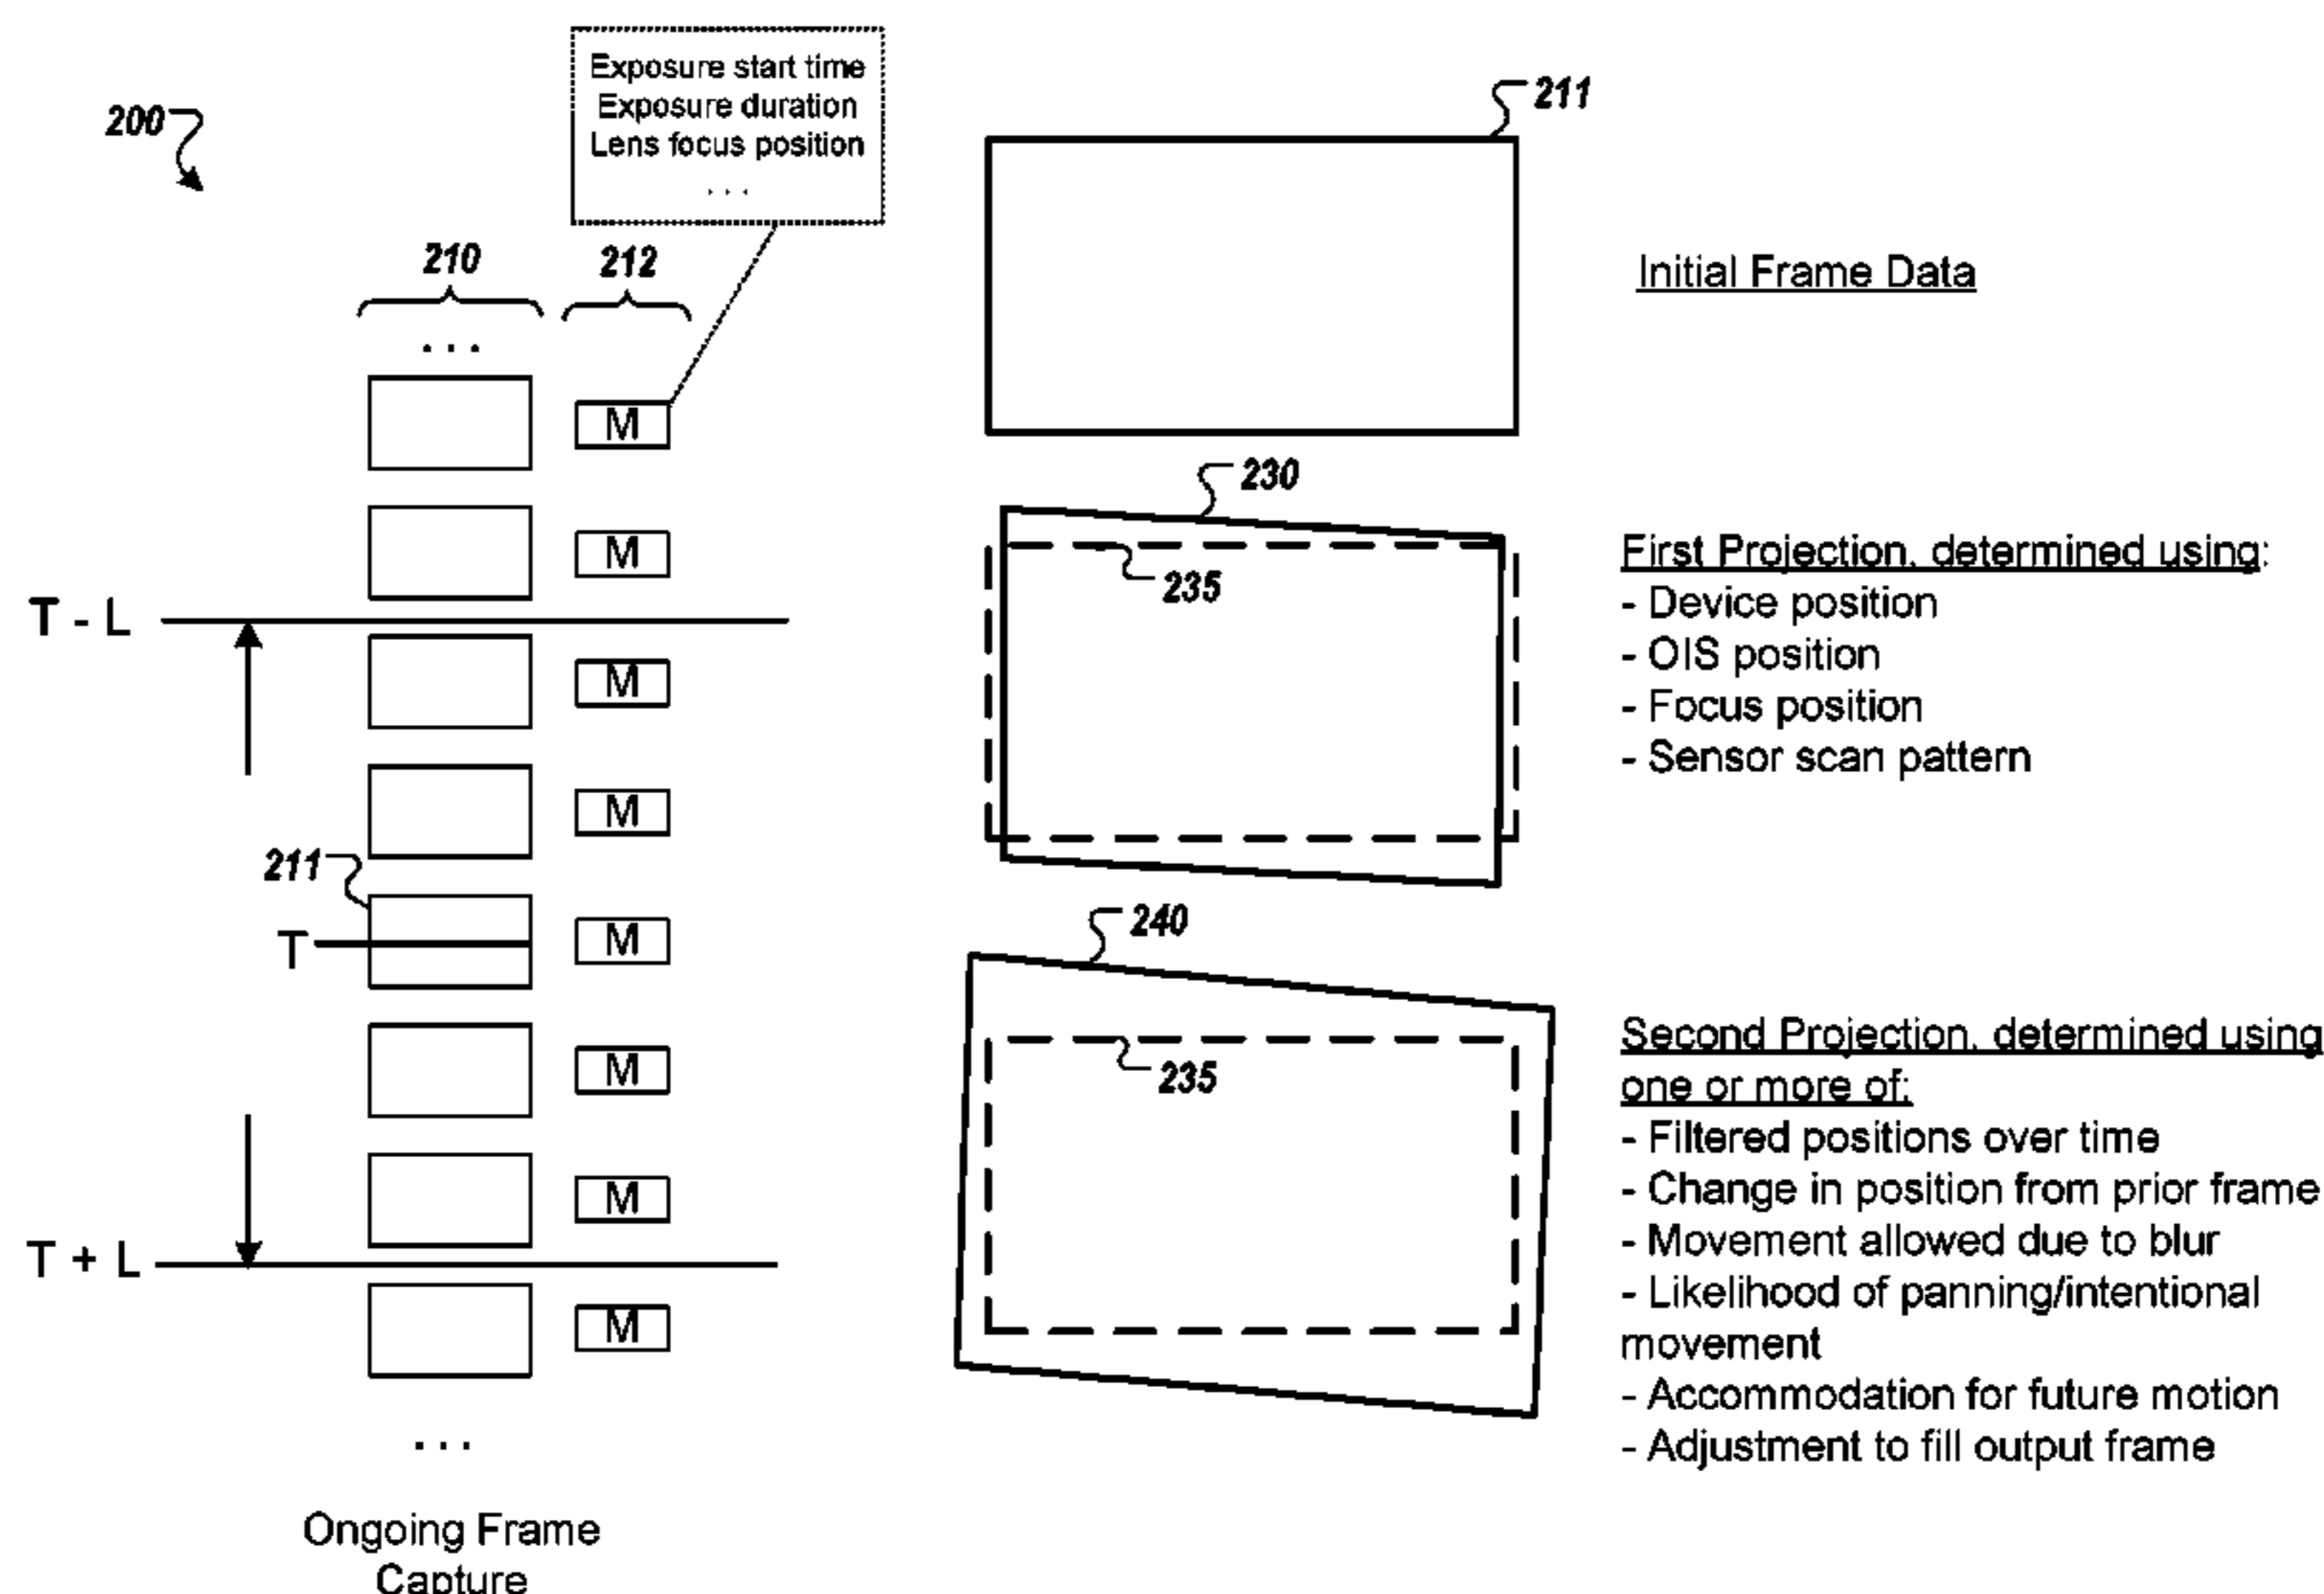 200
Exposure start time
Exposure duration
Lens focus position
. . .
210
212
. . .
M
M
T - L
M
M
211
T
M
M
M
T + L
M
. . .
Ongoing Frame
Capture
211
Initial Frame Data
230
235
First Projection, determined using:
- Device position
- OIS position
- Focus position
- Sensor scan pattern
240
235
Second Projection, determined using
one or more of:
- Filtered positions over time
- Change in position from prior frame
- Movement allowed due to blur
- Likelihood of panning/intentional
movement
- Accommodation for future motion
- Adjustment to fill output frame